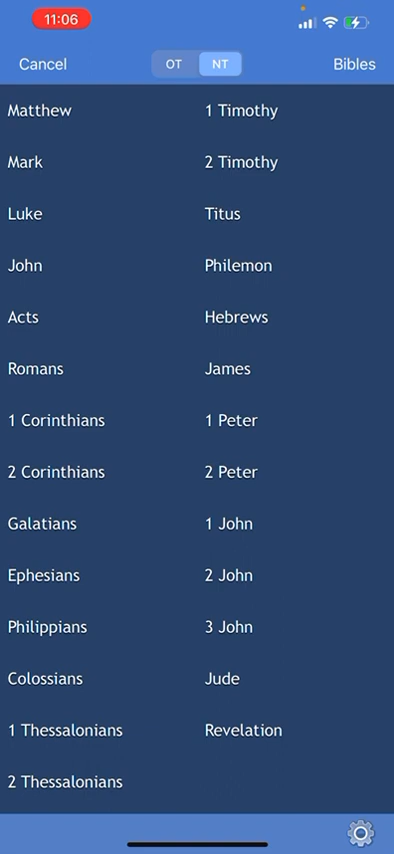 11:06
Cancel
OT
NT
Bibles
Matthew
Mark
Luke
John
Acts
Romans
1 Corinthians
2 Corinthians
Galatians
Ephesians
Philippians
Colossians
1 Thessalonians
2 Thessalonians
1 Timothy
2 Timothy
Titus
Philemon
Hebrews
James
1 Peter
2 Peter
1 John
2 John
3 John
Jude
Revelation